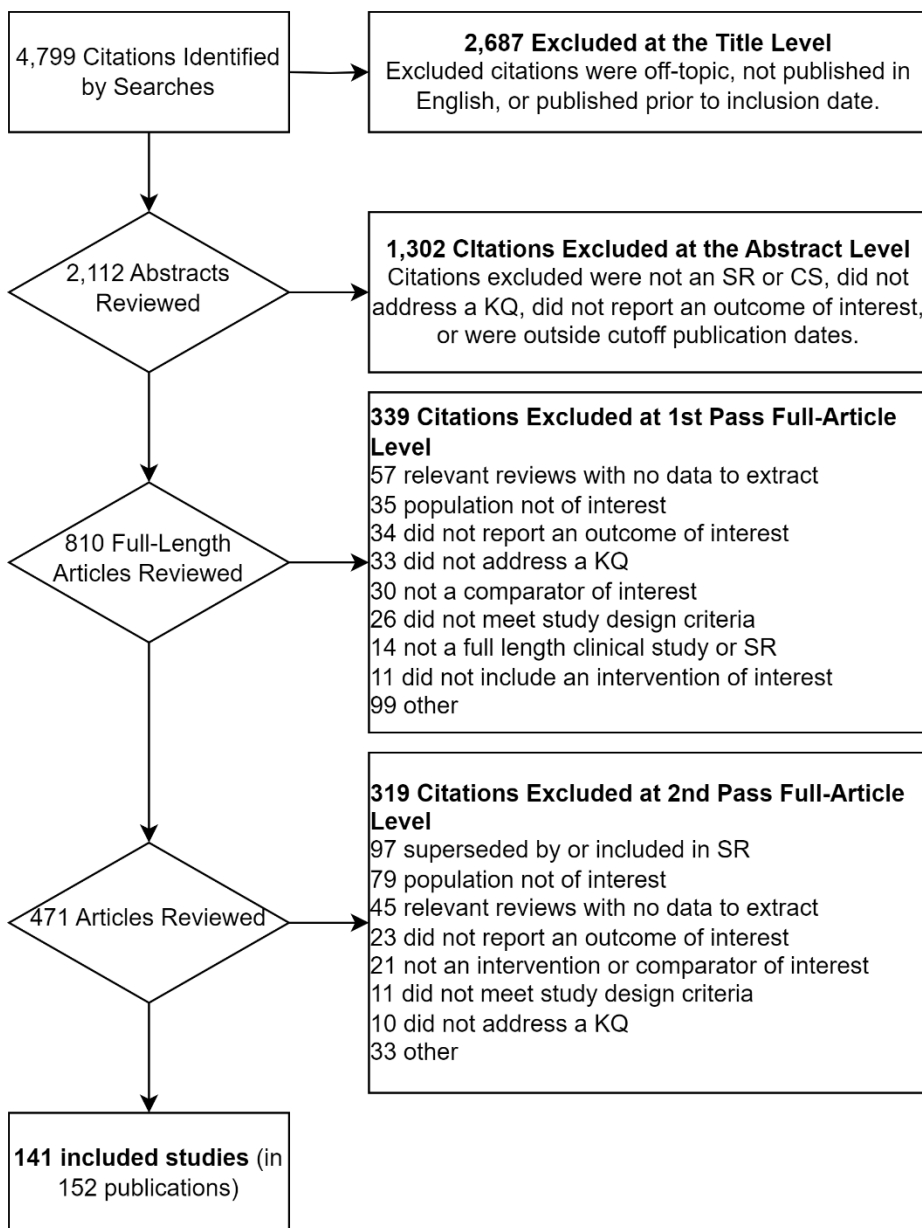 4,799 Citations Identified
by Searches
2,687 Excluded at the Title Level
Excluded citations were off-topic, not published in
English, or published prior to inclusion date.
2,112 Abstracts
Reviewed
1,302 CItations Excluded at the Abstract Level
Citations excluded were not an SR or CS, did not
address a KQ, did not report an outcome of interest,
or were outside cutoff publication dates.
810 Full-Length
Articles Reviewed
339 Citations Excluded at 1st Pass Full-Article
Level
57 relevant reviews with no data to extract
35 population not of interest
34 did not report an outcome of interest
33 did not address a KQ
30 not a comparator of interest
26 did not meet study design criteria
14 not a full length clinical study or SR
11 did not include an intervention of interest
99 other
471 Articles Reviewed
319 Citations Excluded at 2nd Pass Full-Article
Level
97 superseded by or included in SR
79 population not of interest
45 relevant reviews with no data to extract
23 did not report an outcome of interest
21 not an intervention or comparator of interest
11 did not meet study design criteria
10 did not address a KQ
33 other
141 included studies (in
152 publications)